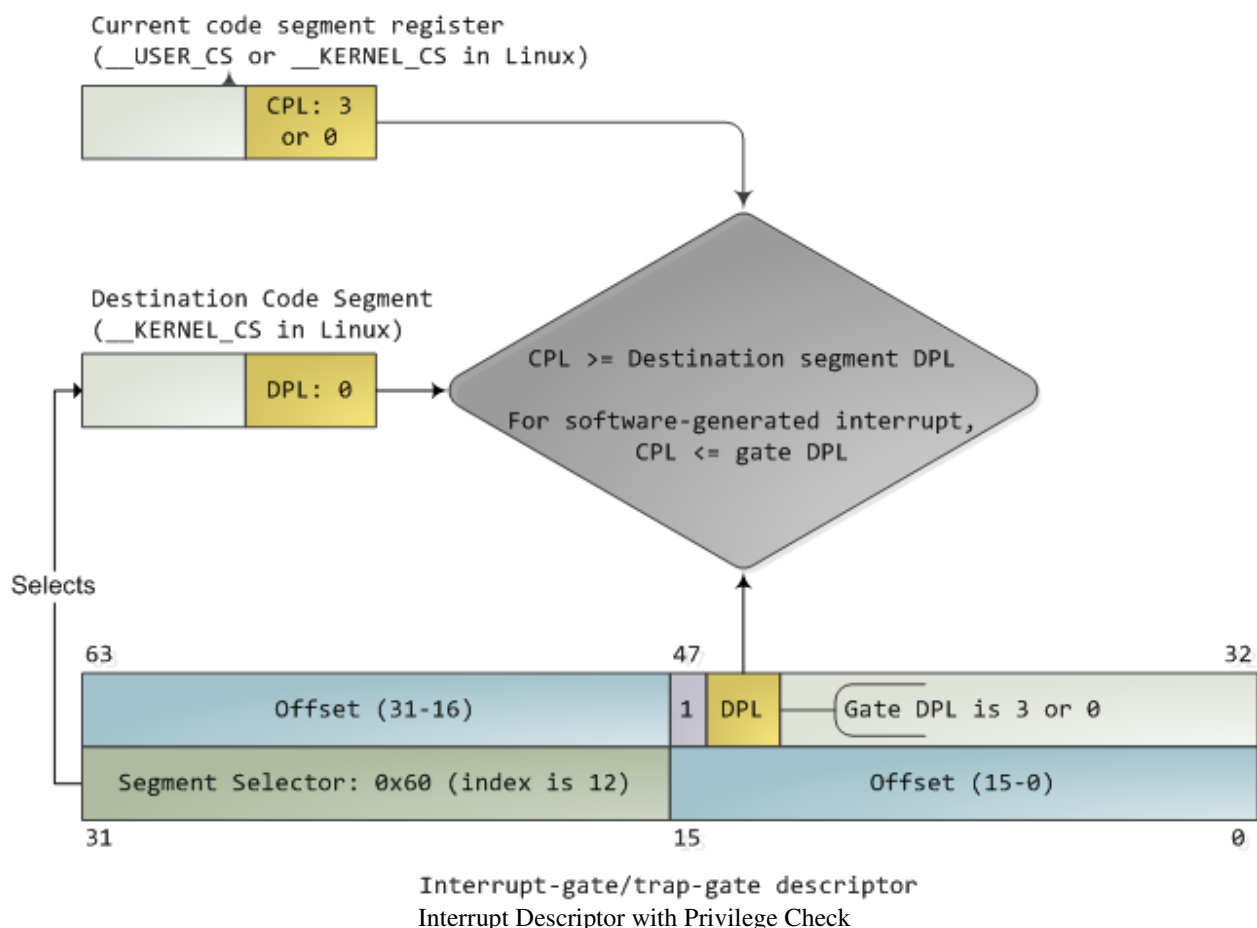 Current code segment register
(__USER_CS or __KERNEL_CS in Linux)
CPL: 3
or 0
Destination Code Segment
(__KERNEL_CS in Linux)
DPL: 0
CPL >= Destination segment DPL
For software-generated interrupt,
CPL <= gate DPL
Selects
63
47
32
Offset (31-16)
1
DPL
Gate DPL is 3 or 0
Segment Selector: 0x60 (index is 12)
Offset (15-0)
31
15
0
Interrupt-gate/trap-gate descriptor
Interrupt Descriptor with Privilege Check